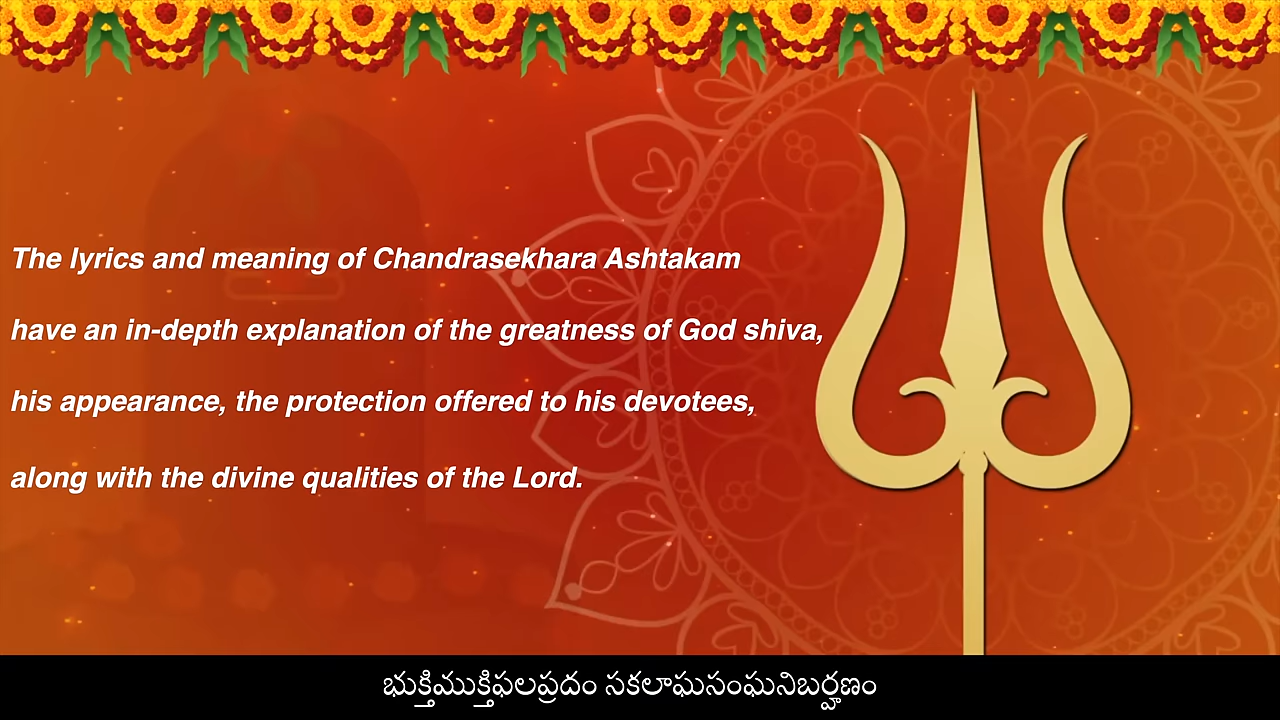 The lyrics and meaning of Chandrasekhara Ashtakam
have an in-depth explanation of the greatness of God shiva,
his appearance, the protection offered to his devotees,
along with the divine qualities of the Lord.
భుక్తిముక్తిఫలప్రదం సకలాఘసంఘనిబర్హణం